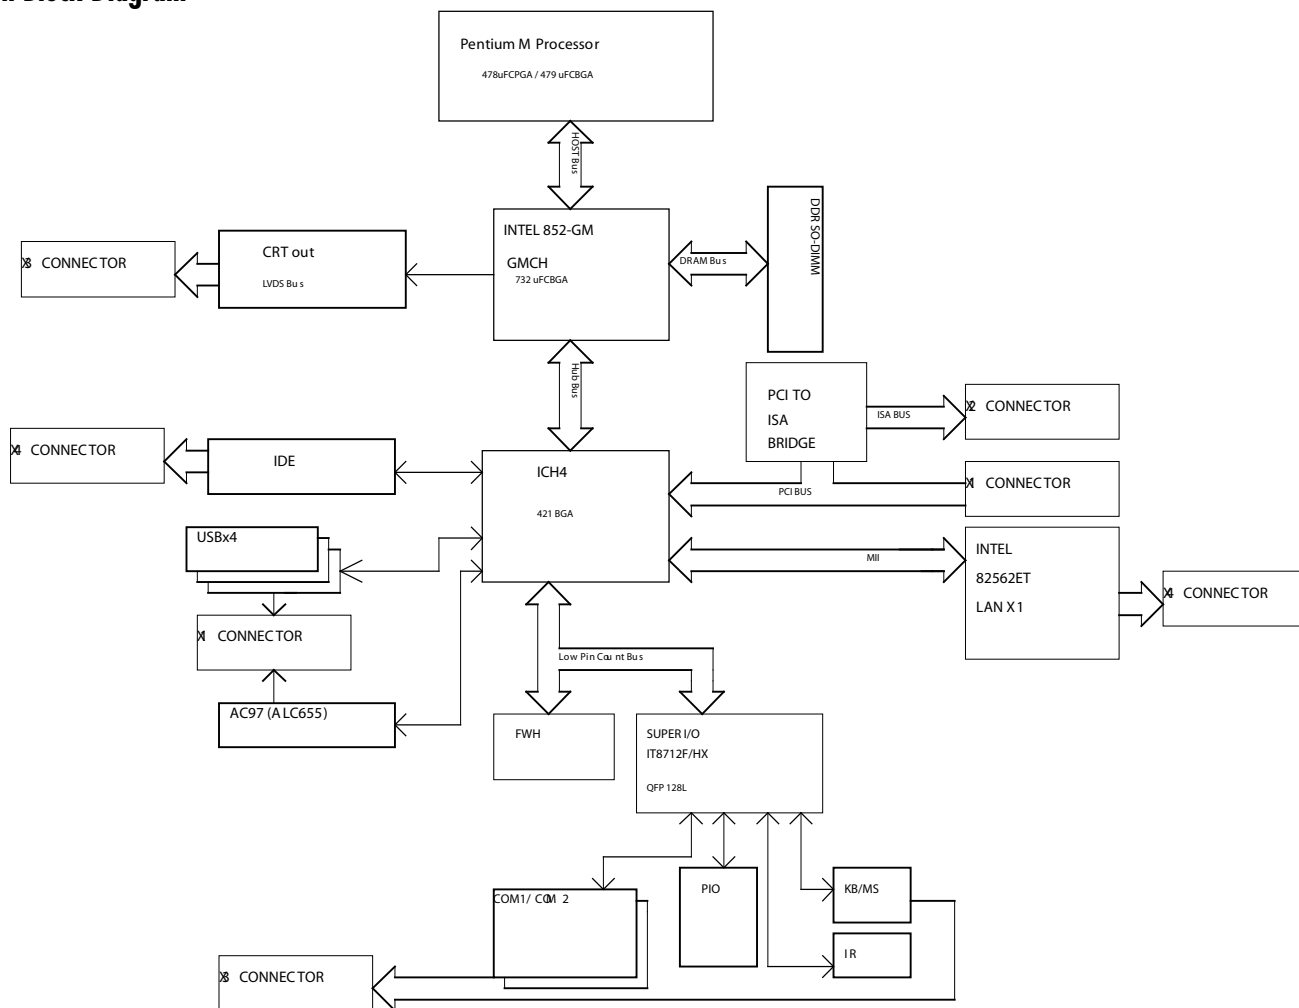 Pentium M Processor
478uFCPGA / 479 uFCBGA
HOST Bus
INTEL 852-GM
GMCH
732 uFCBGA
DRAM Bus
DDR SO-DIMM
CRT out
LVDS Bus
X3 CONNECTOR
Hub Bus
PCI TO
ISA
BRIDGE
ISA BUS
X2 CONNECTOR
X4 CONNECTOR
IDE
ICH4
421 BGA
PCI BUS
X1 CONNECTOR
USBx4
MII
INTEL
82562ET
LAN X1
X4 CONNECTOR
X1 CONNECTOR
Low Pin Count Bus
AC97 (ALC655)
FWH
SUPER I/O
IT8712F/HX
QFP 128L
COM1/ COM 2
PIO
KB/MS
IR
X3 CONNECTOR